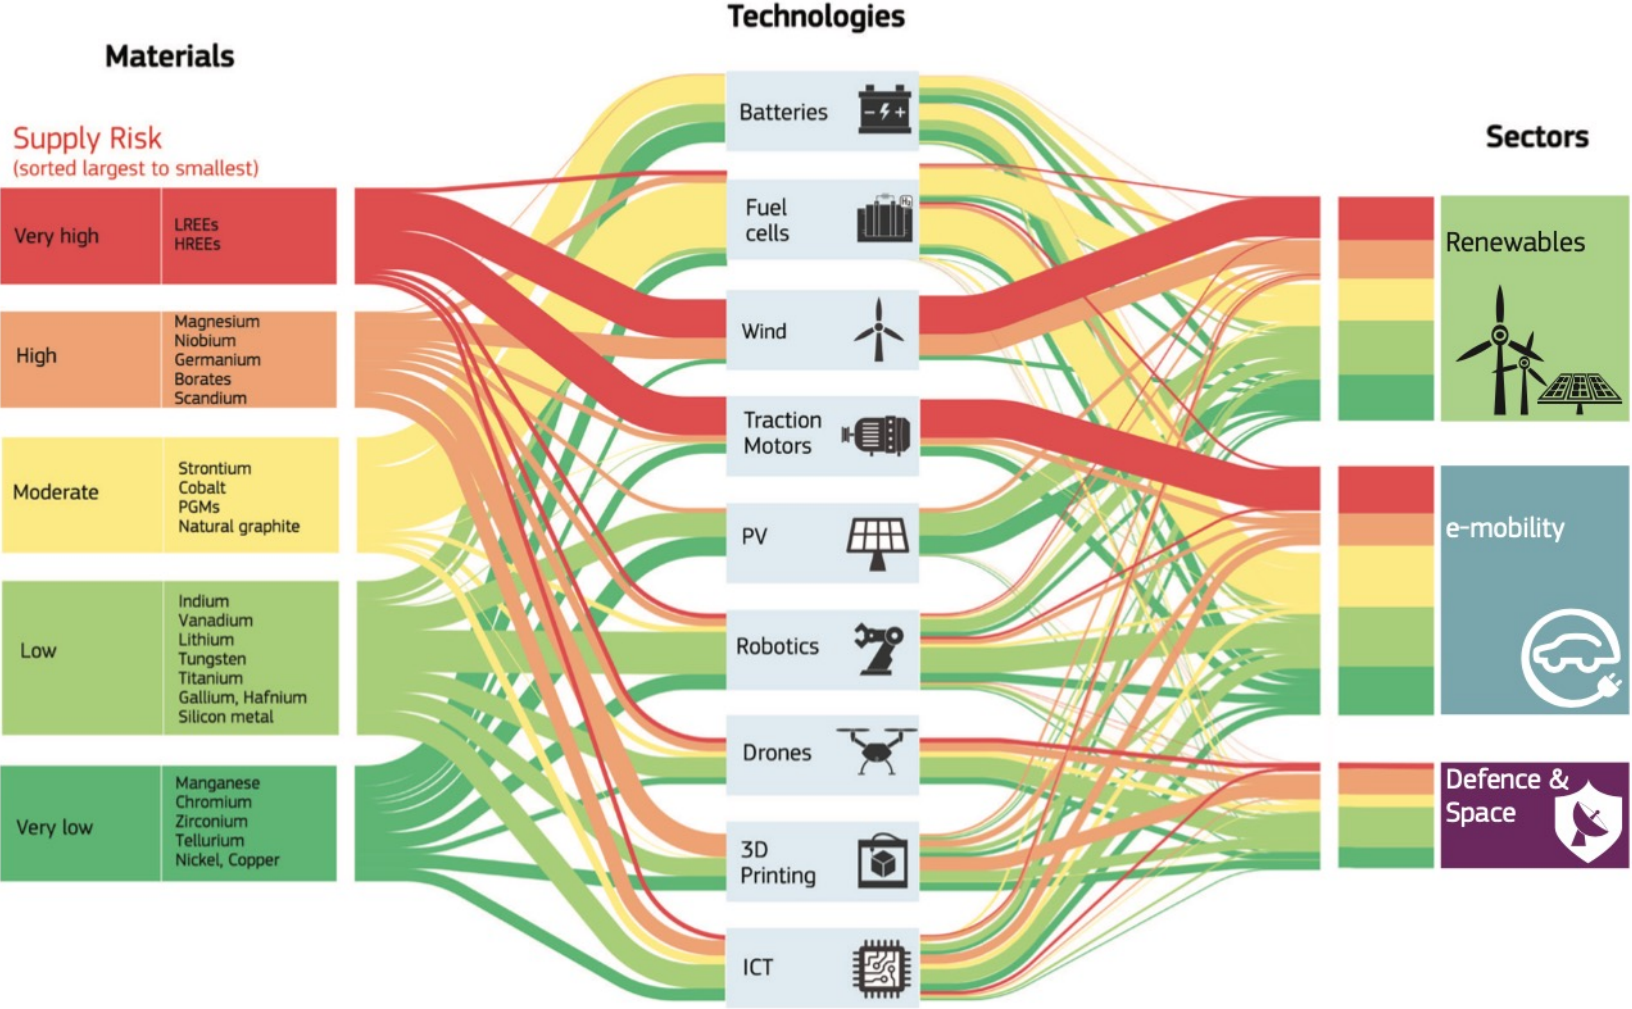 Technologies
Materials
Supply Risk
(sorted largest to smallest)
Very high
LREEs
HREEs
High
Magnesium
Niobium
Germanium
Borates
Scandium
Moderate
Strontium
Cobalt
PGMs
Natural graphite
Low
Indium
Vanadium
Lithium
Tungsten
Titanium
Gallium, Hafnium
Silicon metal
Very low
Manganese
Chromium
Zirconium
Tellurium
Nickel, Copper
Batteries
Fuel
cells
H₂
Wind
Traction
Motors
PV
Robotics
Drones
3D
Printing
ICT
Sectors
Renewables
e-mobility
Defence &
Space